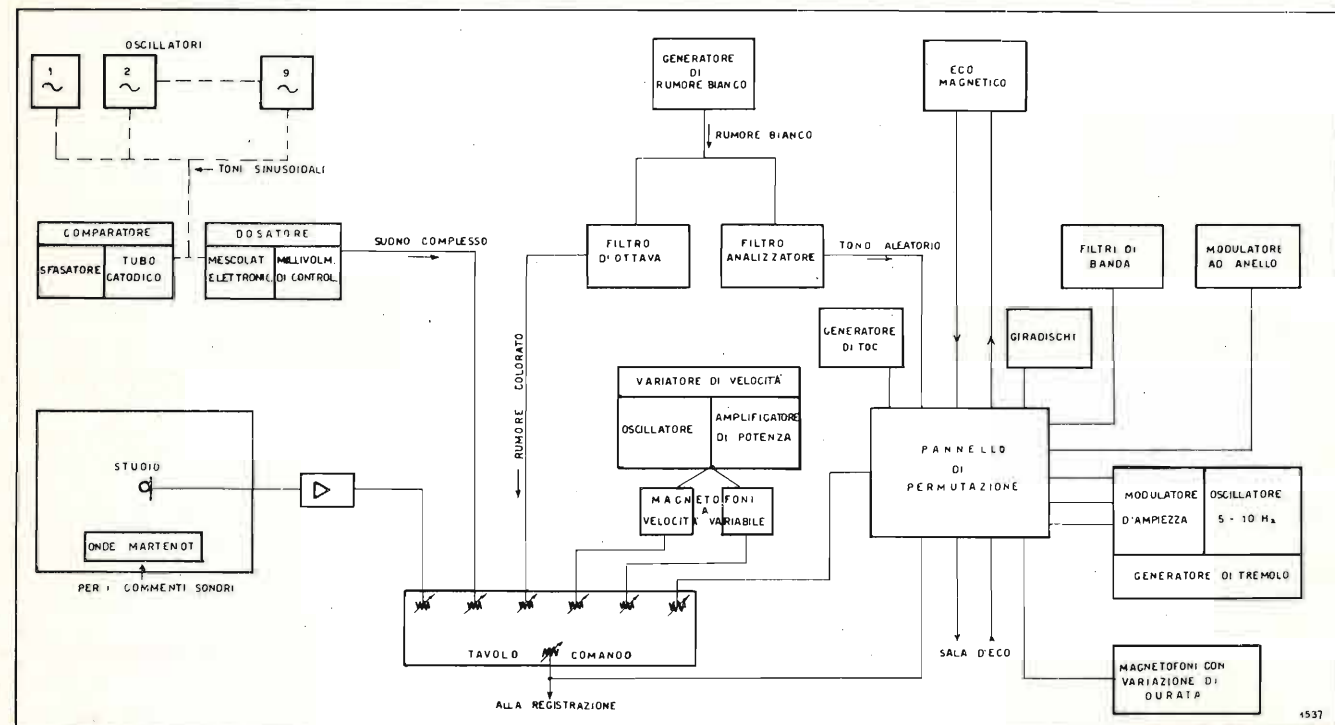 OSCILLATORI
1
2
9
TONI SINUSOIDALI
COMPARATORE
SFASATORE
TUBO
CATODICO
DOSATORE
MESCOLAT
ELETTRONIC.
MILLIVOLM.
DI CONTROL.
SUONO COMPLESSO
GENERATORE
DI
RUMORE BIANCO
RUMORE BIANCO
FILTRO
D'OTTAVA
FILTRO
ANALIZZATORE
TONO ALEATORIO
RUMORE COLORATO
ECO
MAGNETICO
FILTRI DI
BANDA
MODULATORE
AD ANELLO
GENERATORE
DI TOC
GIRADISCHI
VARIATORE DI VELOCITÀ
OSCILLATORE
AMPLIFICATORE
DI POTENZA
MAGNETOFONI
A
VELOCITÀ VARIABILE
PANNELLO
DI
PERMUTAZIONE
MODULATORE
D'AMPIEZZA
OSCILLATORE
5 - 10 Hz
GENERATORE DI TREMOLO
STUDIO
ONDE MARTENOT
PER I COMMENTI SONORI
TAVOLO COMANDO
ALLA REGISTRAZIONE
SALA D'ECO
MAGNETOFONI CON
VARIAZIONE DI
DURATA
4537